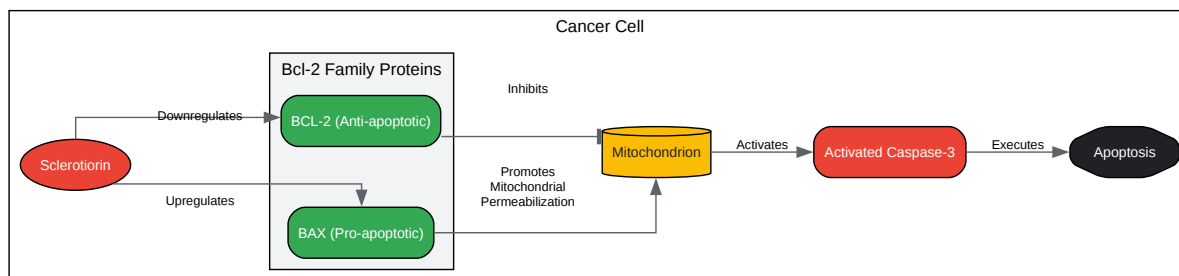 Cancer Cell
Bcl-2 Family Proteins
Inhibits
Downregulates
BCL-2 (Anti-apoptotic)
Sclerotiorin
Mitochondrion
Activates
Activated Caspase-3
Executes
Apoptosis
Promotes
Mitochondrial
Permeabilization
Upregulates
BAX (Pro-apoptotic)